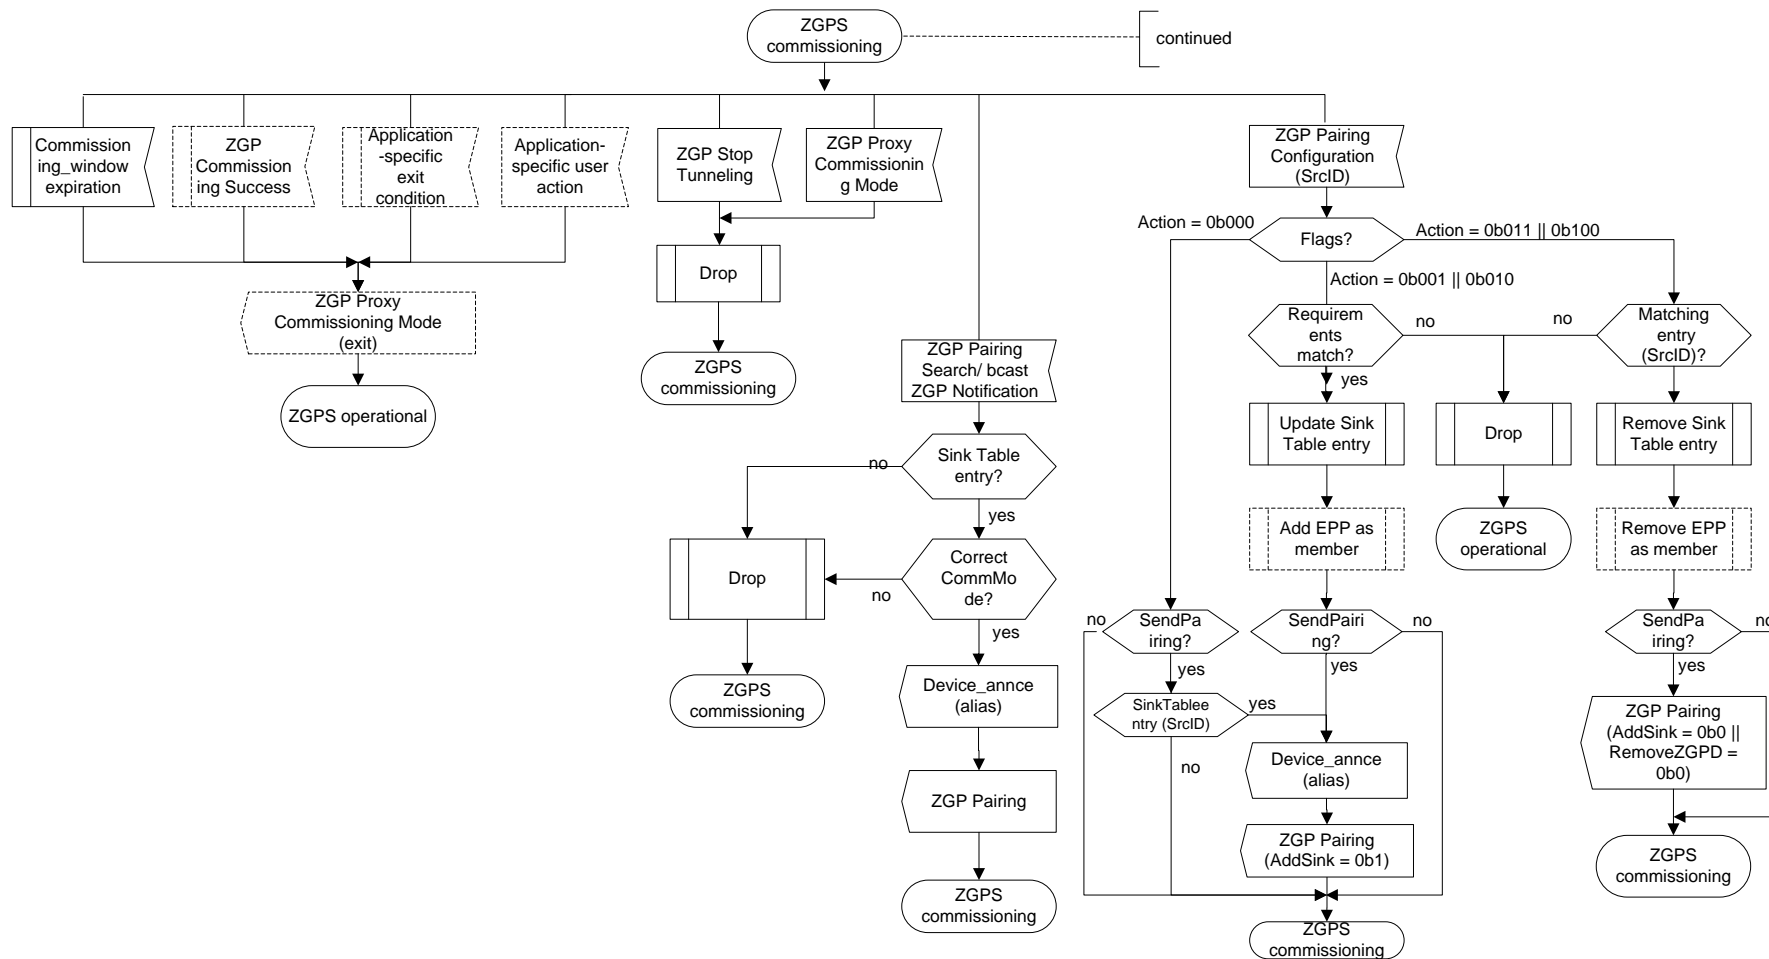 ZGPS
commissioning
continued
Commission
ing_window
expiration
ZGP
Commission
ing Success
Application
-specific
exit
condition
Application-
specific user
action
ZGP Stop
Tunneling
ZGP Proxy
Commissionin
g Mode
ZGP Pairing
Configuration
(SrcID)
Action = 0b000
Flags?
Action = 0b011 || 0b100
Action = 0b001 || 0b010
Drop
ZGP Proxy
Commissioning Mode
(exit)
ZGPS operational
ZGPS
commissioning
ZGP Pairing
Search/ bcast
ZGP Notification
Requirem
ents
match?
no
no
Matching
entry
(SrcID)?
yes
Update Sink
Table entry
Drop
Remove Sink
Table entry
Sink Table
entry?
no
yes
Add EPP as
member
ZGPS
operational
Remove EPP
as member
Drop
Correct
CommMo
de?
no
yes
no
SendPa
iring?
SendPairi
ng?
no
SendPa
iring?
no
yes
yes
yes
ZGPS
commissioning
Device_annce
(alias)
SinkTablee
ntry (SrcID)
yes
no
Device_annce
(alias)
ZGP Pairing
(AddSink = 0b0 ||
RemoveZGPD =
0b0)
ZGP Pairing
ZGP Pairing
(AddSink = 0b1)
ZGPS
commissioning
ZGPS
commissioning
ZGPS
commissioning